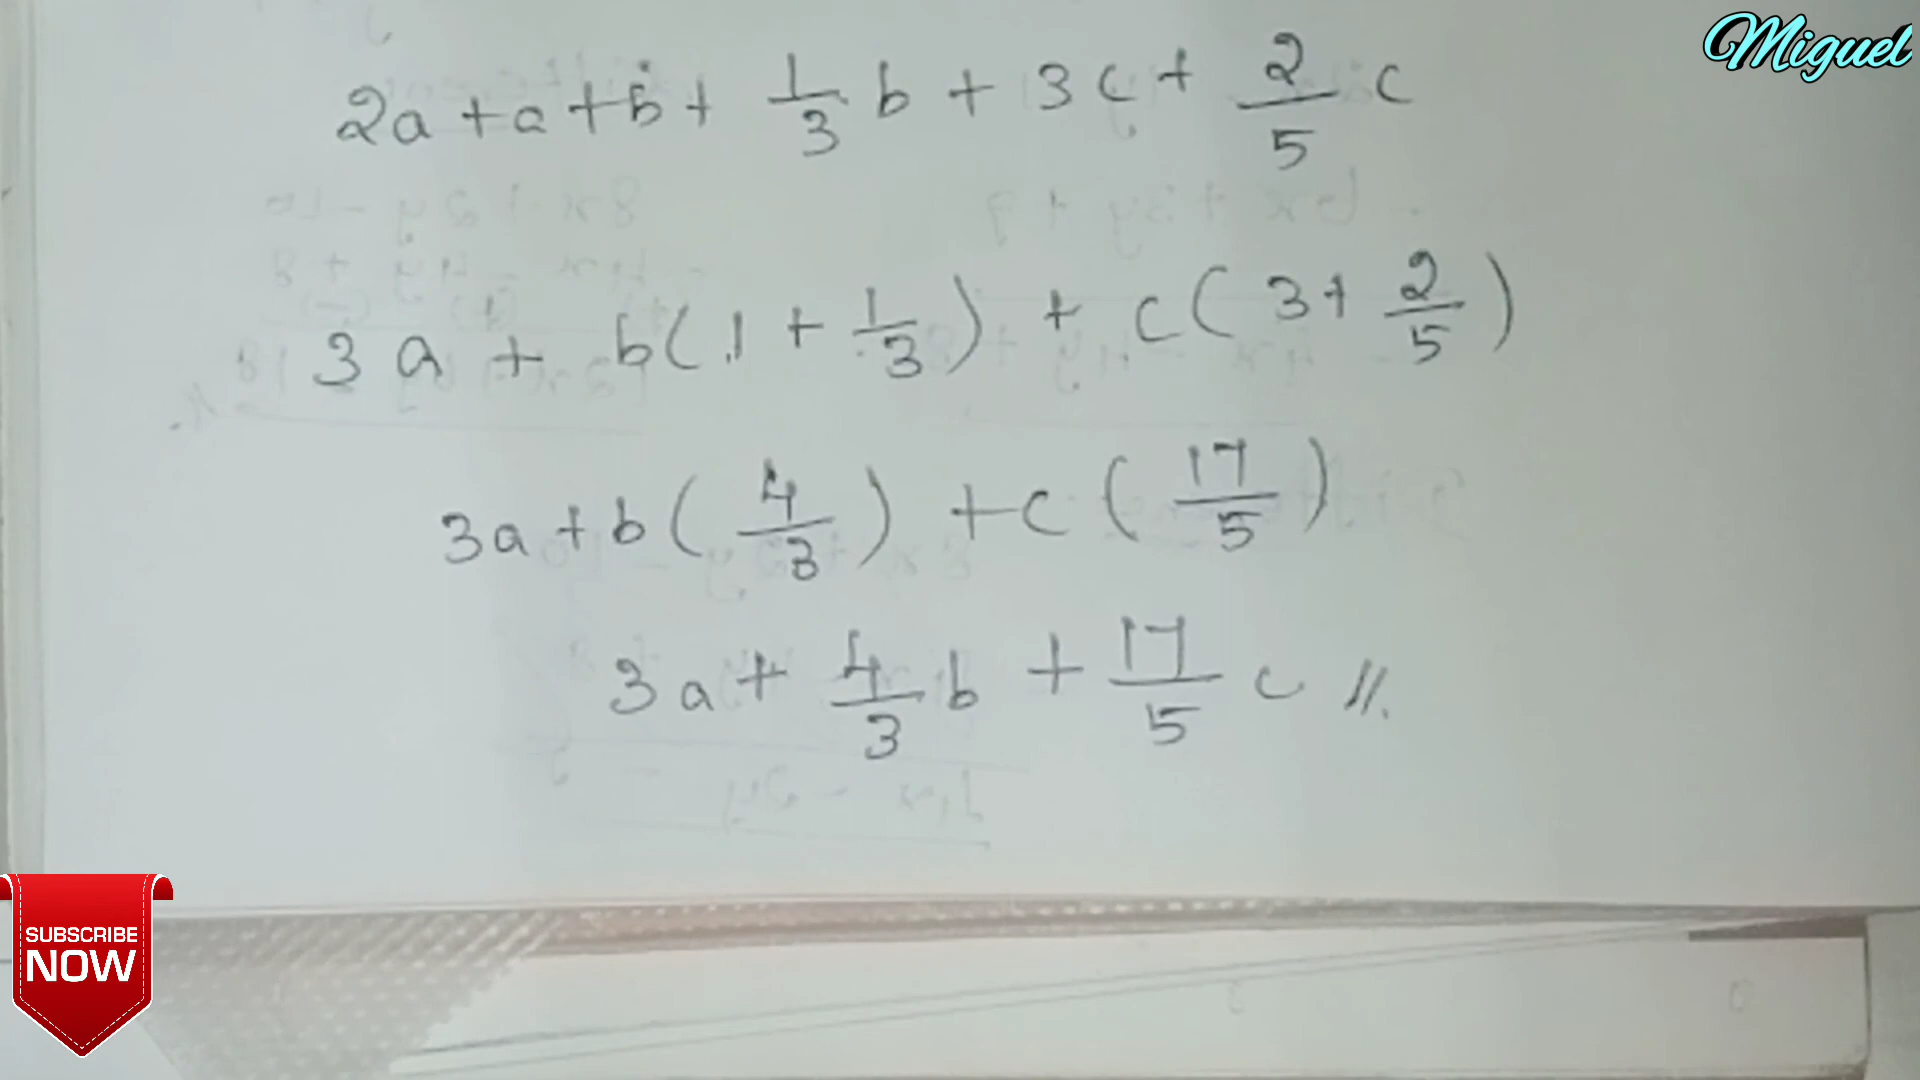 Miguel
2a + a + b + 1/3 b + 3c + 2/5 c
3a + b(1 + 1/3) + c(3 + 2/5)
3a + b(4/3) + c(17/5)
3a + 4/3 b + 17/5 c //.
SUBSCRIBE
NOW